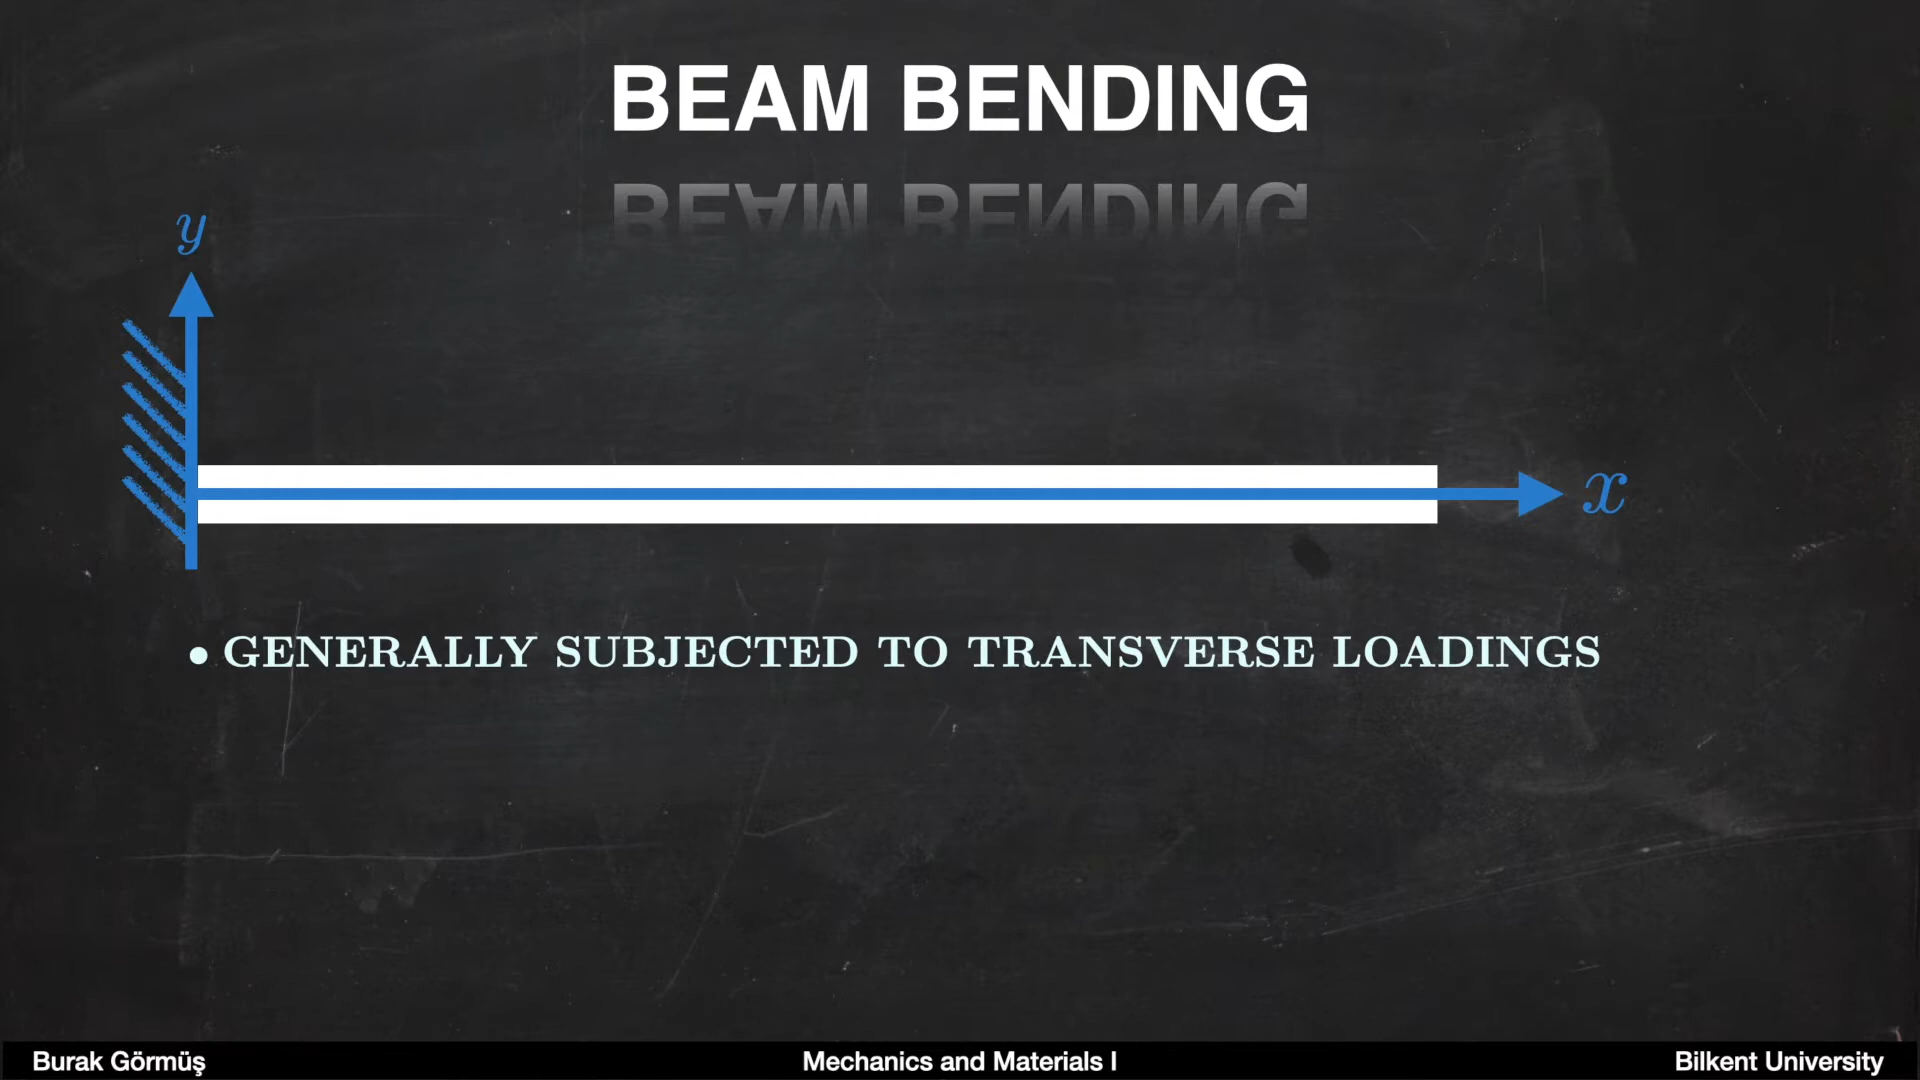 BEAM BENDING
y
x
• GENERALLY SUBJECTED TO TRANSVERSE LOADINGS
Burak Görmüş
Mechanics and Materials I
Bilkent University